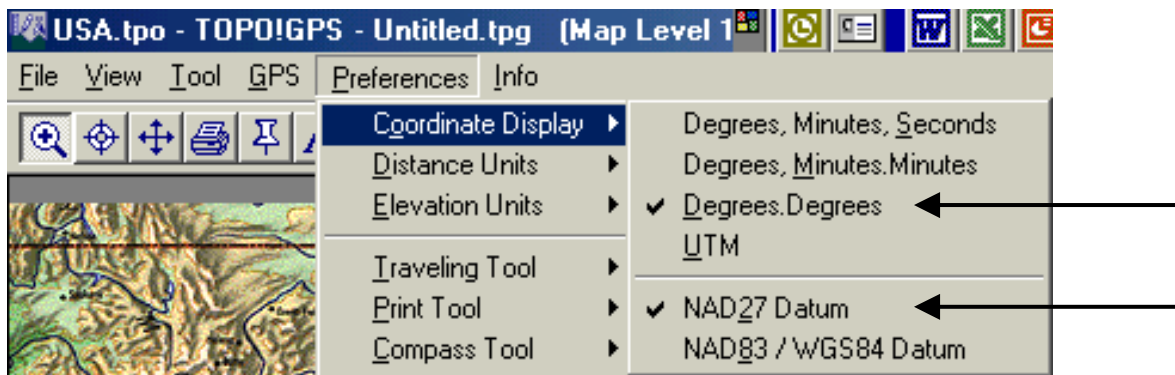 USA.tpo - TOPO!GPS - Untitled.tpg (Map Level 1
File View Tool GPS Preferences Info
Coordinate Display
Distance Units
Elevation Units
Traveling Tool
Print Tool
Compass Tool
Degrees, Minutes, Seconds
Degrees, Minutes.Minutes
Degrees.Degrees
UTM
NAD27 Datum
NAD83 / WGS84 Datum